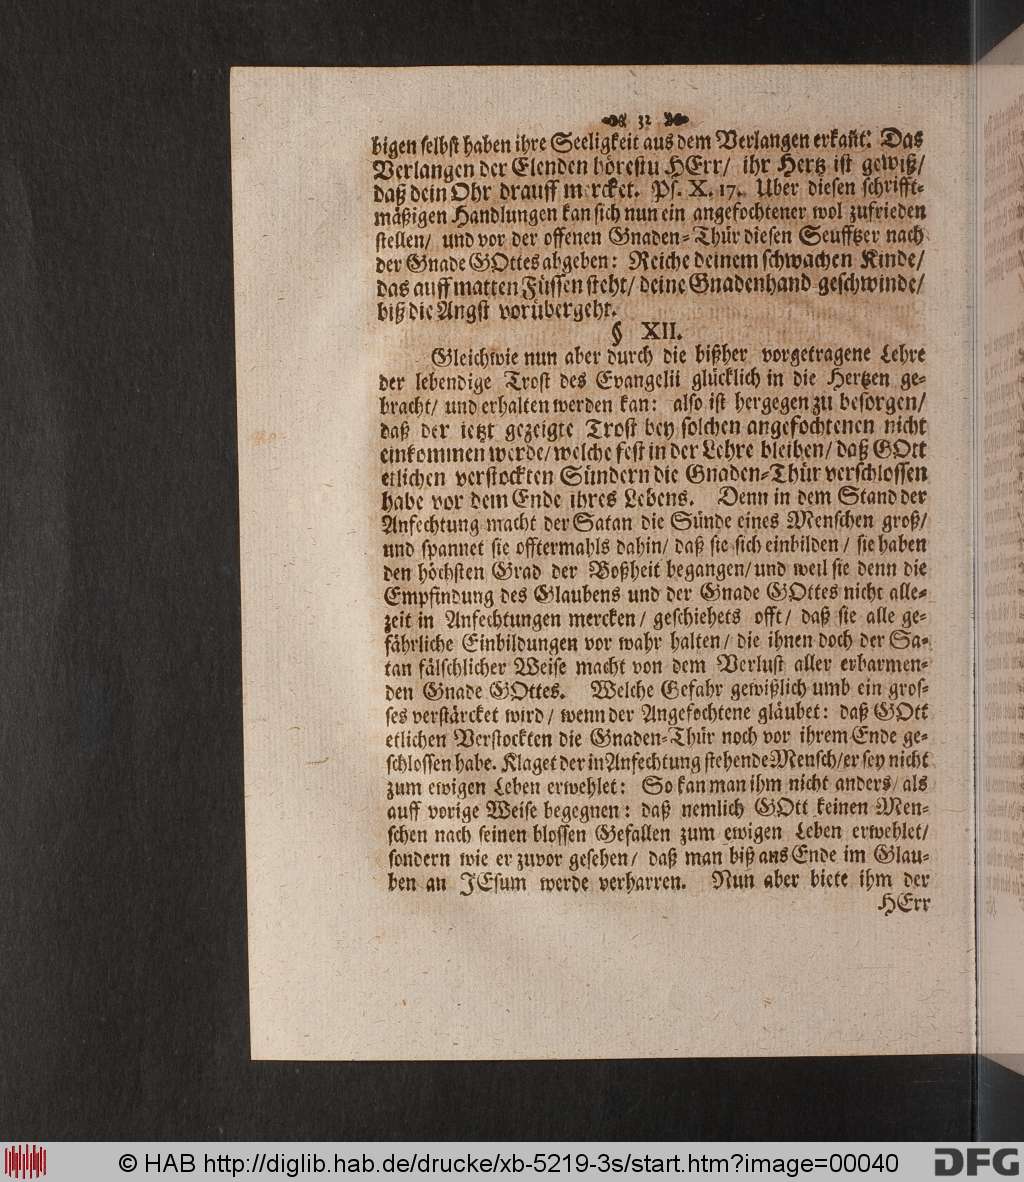 32
bigen selbst haben ihre Seeligkeit aus dem Verlangen erkañt: Das
Verlangen der Elenden hörestu HErr/ ihr Hertz ist gewiß/
daß dein Ohr drauff mercket. Ps. X. 17. Uber diesen schrifft-
mäßigen Handlungen kan sich nun ein angefochtener wol zufrieden
stellen/ und vor der offenen Gnaden-Thür diesen Seufftzer nach
der Gnade GOttes abgeben: Reiche deinem schwachen Kinde/
das auff matten Füssen steht/ deine Gnadenhand geschwinde/
biß die Angst vorübergeht.
§ XII.
Gleichwie nun aber durch die bißher vorgetragene Lehre
der lebendige Trost des Evangelii glücklich in die Hertzen ge-
bracht/ und erhalten werden kan: also ist hergegen zu besorgen/
daß der ietzt gezeigte Trost bey solchen angefochtenen nicht
einkommen werde/ welche fest in der Lehre bleiben/ daß GOtt
etlichen verstockten Sündern die Gnaden-Thür verschlossen
habe vor dem Ende ihres Lebens. Denn in dem Stand der
Anfechtung macht der Satan die Sünde eines Menschen groß/
und spannet sie offtermahls dahin/ daß sie sich einbilden/ sie haben
den höchsten Grad der Boßheit begangen/ und weil sie denn die
Empfindung des Glaubens und der Gnade GOttes nicht alle-
zeit in Anfechtungen mercken/ geschiehets offt/ daß sie alle ge-
fährliche Einbildungen vor wahr halten/ die ihnen doch der Sa-
tan fälschlicher Weise macht von dem Verlust aller erbarmen-
den Gnade GOttes. Welche Gefahr gewißlich umb ein gros-
ses verstärcket wird/ wenn der Angefochtene gläubet: daß GOtt
etlichen Verstockten die Gnaden-Thür noch vor ihrem Ende ge-
schlossen habe. Klaget der in Anfechtung stehende Mensch/ er sey nicht
zum ewigen Leben erwehlet: So kan man ihm nicht anders/ als
auff vorige Weise begegnen: daß nemlich GOtt keinen Men-
schen nach seinen blossen Gefallen zum ewigen Leben erwehlet/
sondern wie er zuvor gesehen/ daß man biß ans Ende im Glau-
ben an JEsum werde verharren. Nun aber biete ihm der
HErr
© HAB http://diglib.hab.de/drucke/xb-5219-3s/start.htm?image=00040
DFG